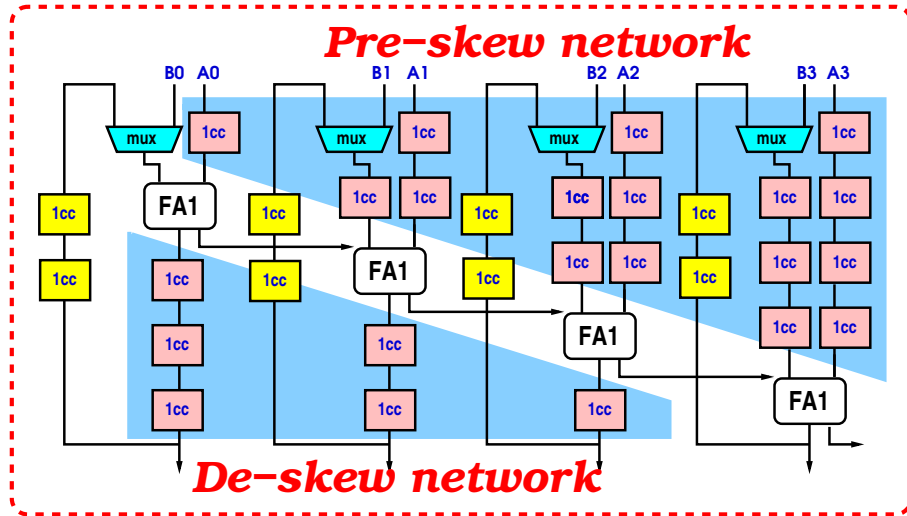 Pre-skew network
B0 A0 B1 A1 B2 A2 B3 A3
mux 1cc mux 1cc mux 1cc mux 1cc
1cc FA1 1cc 1cc 1cc 1cc 1cc 1cc 1cc 1cc
1cc 1cc 1cc FA1 1cc 1cc 1cc 1cc 1cc 1cc
1cc 1cc FA1 1cc 1cc
1cc 1cc 1cc FA1
De-skew network